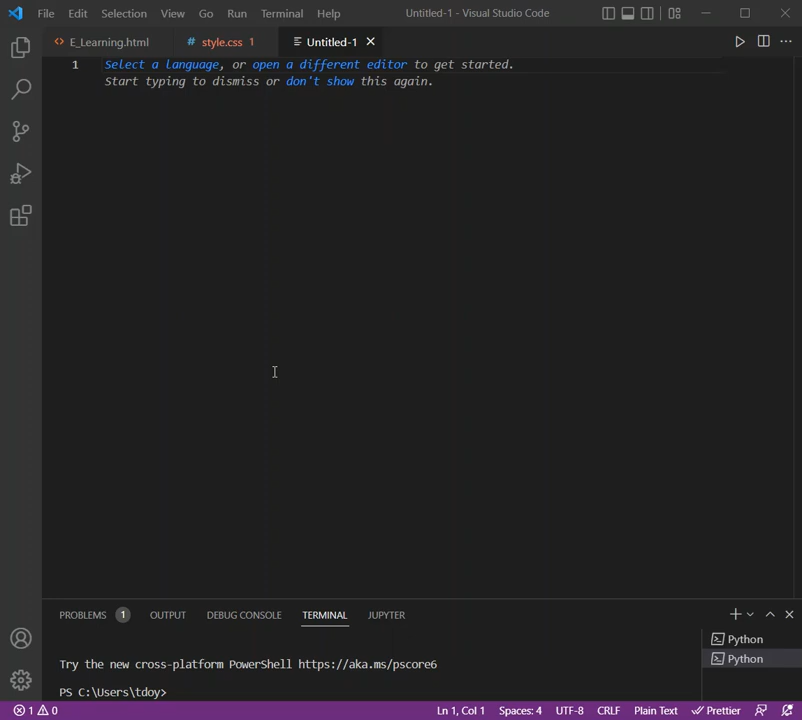 File Edit Selection View Go Run Terminal Help Untitled-1 - Visual Studio Code
E_Learning.html # style.css 1 Untitled-1
1 Select a language, or open a different editor to get started.
Start typing to dismiss or don't show this again.
PROBLEMS 1 OUTPUT DEBUG CONSOLE TERMINAL JUPYTER
Python
Python
Try the new cross-platform PowerShell https://aka.ms/pscore6
PS C:\Users\tdoy>
1 0 Ln 1, Col 1 Spaces: 4 UTF-8 CRLF Plain Text Prettier